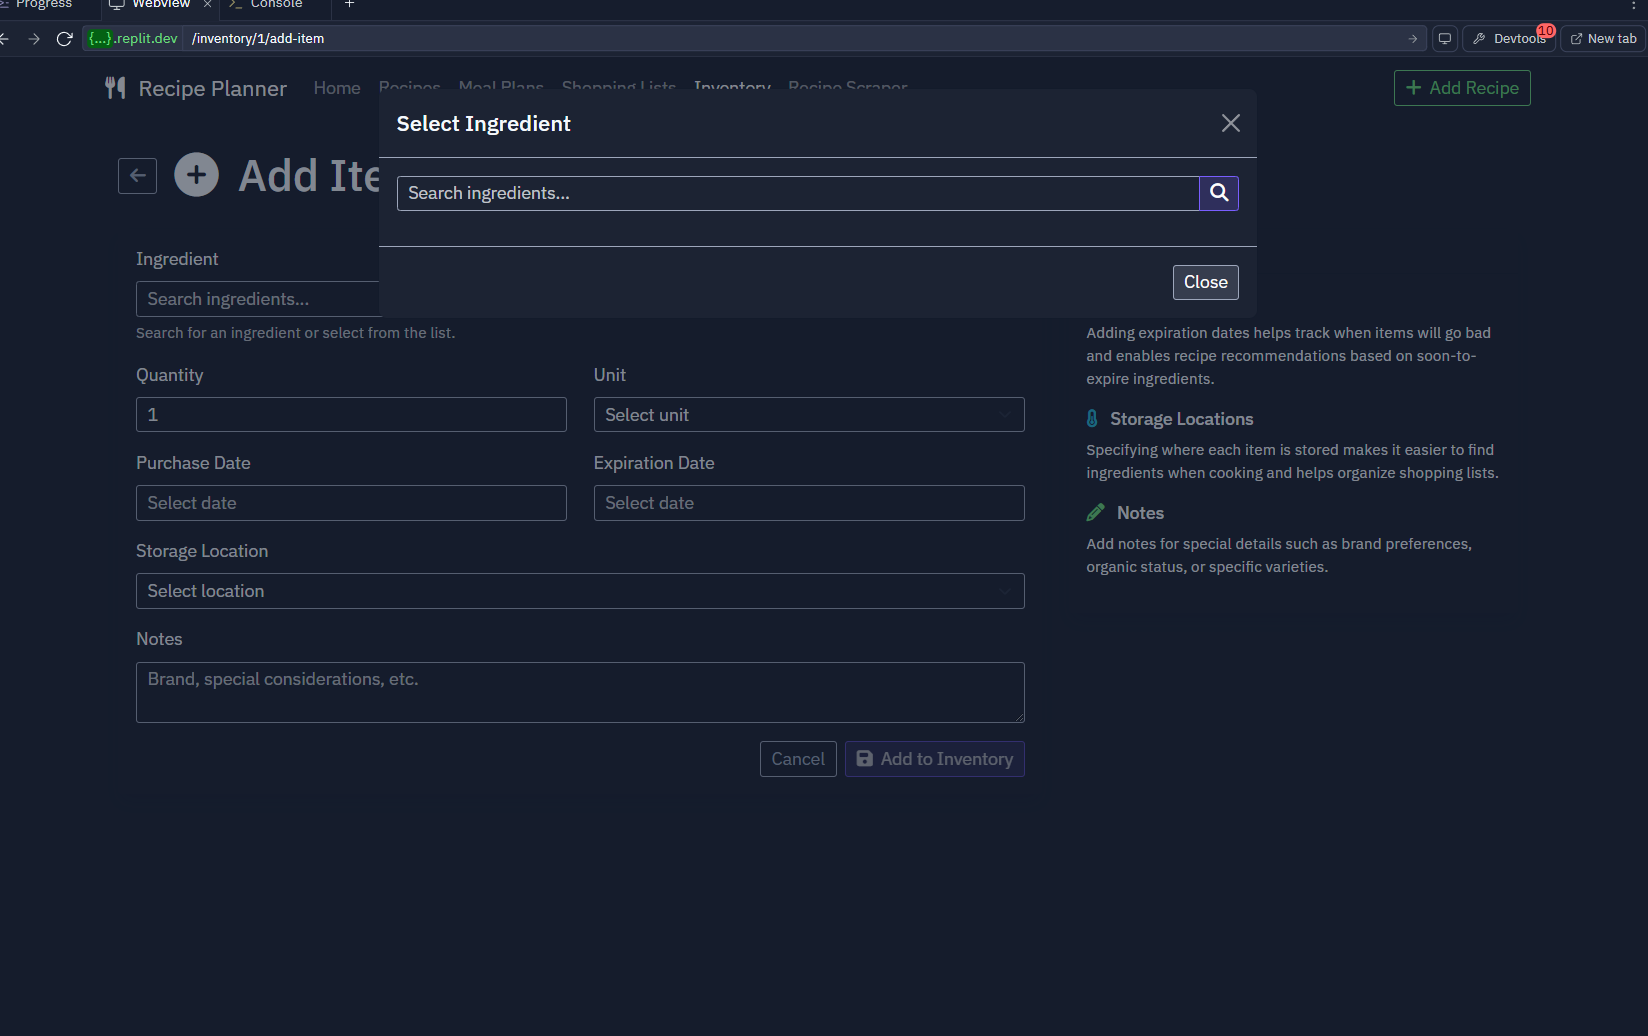 Progress
Webview
Console
{...}.replit.dev /inventory/1/add-item
Devtools
10
New tab
Recipe Planner
Home
Recipes
Meal Plans
Shopping Lists
Inventory
Recipe Scraper
Add Recipe
Select Ingredient
Search ingredients...
Close
Add Ite
Ingredient
Search ingredients...
Search for an ingredient or select from the list.
Quantity
1
Unit
Select unit
Purchase Date
Select date
Expiration Date
Select date
Storage Location
Select location
Notes
Brand, special considerations, etc.
Cancel
Add to Inventory
Adding expiration dates helps track when items will go bad
and enables recipe recommendations based on soon-to-
expire ingredients.
Storage Locations
Specifying where each item is stored makes it easier to find
ingredients when cooking and helps organize shopping lists.
Notes
Add notes for special details such as brand preferences,
organic status, or specific varieties.